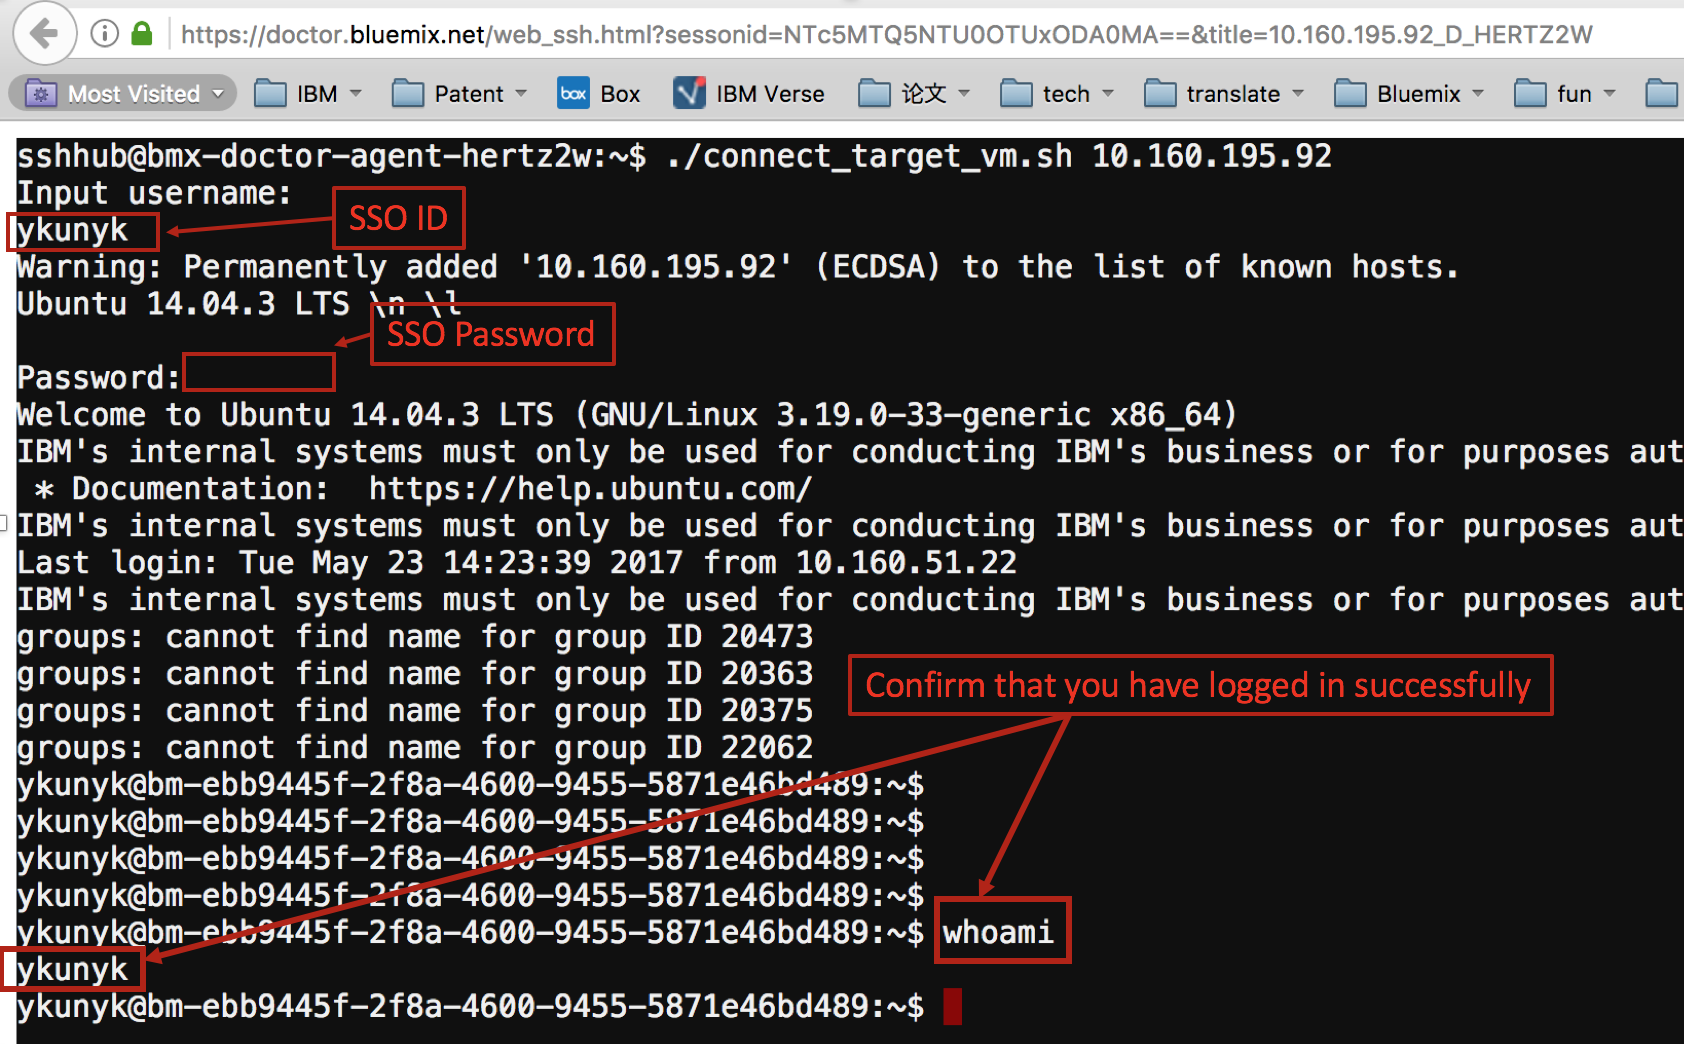 https://doctor.bluemix.net/web_ssh.html?sessonid=NTc5MTQ5NTU0OTUxODA0MA==&title=10.160.195.92_D_HERTZ2W
Most Visited IBM Patent box Box IBM Verse 论文 tech translate Bluemix fun
sshhub@bmx-doctor-agent-hertz2w:~$ ./connect_target_vm.sh 10.160.195.92
Input username:
SSO ID
ykunyk
Warning: Permanently added '10.160.195.92' (ECDSA) to the list of known hosts.
Ubuntu 14.04.3 LTS \n \l
SSO Password
Password:
Welcome to Ubuntu 14.04.3 LTS (GNU/Linux 3.19.0-33-generic x86_64)
IBM's internal systems must only be used for conducting IBM's business or for purposes aut
* Documentation:  https://help.ubuntu.com/
IBM's internal systems must only be used for conducting IBM's business or for purposes aut
Last login: Tue May 23 14:23:39 2017 from 10.160.51.22
IBM's internal systems must only be used for conducting IBM's business or for purposes aut
groups: cannot find name for group ID 20473
groups: cannot find name for group ID 20363
Confirm that you have logged in successfully
groups: cannot find name for group ID 20375
groups: cannot find name for group ID 22062
ykunyk@bm-ebb9445f-2f8a-4600-9455-5871e46bd489:~$
ykunyk@bm-ebb9445f-2f8a-4600-9455-5871e46bd489:~$
ykunyk@bm-ebb9445f-2f8a-4600-9455-5871e46bd489:~$
ykunyk@bm-ebb9445f-2f8a-4600-9455-5871e46bd489:~$
ykunyk@bm-ebb9445f-2f8a-4600-9455-5871e46bd489:~$ whoami
ykunyk
ykunyk@bm-ebb9445f-2f8a-4600-9455-5871e46bd489:~$